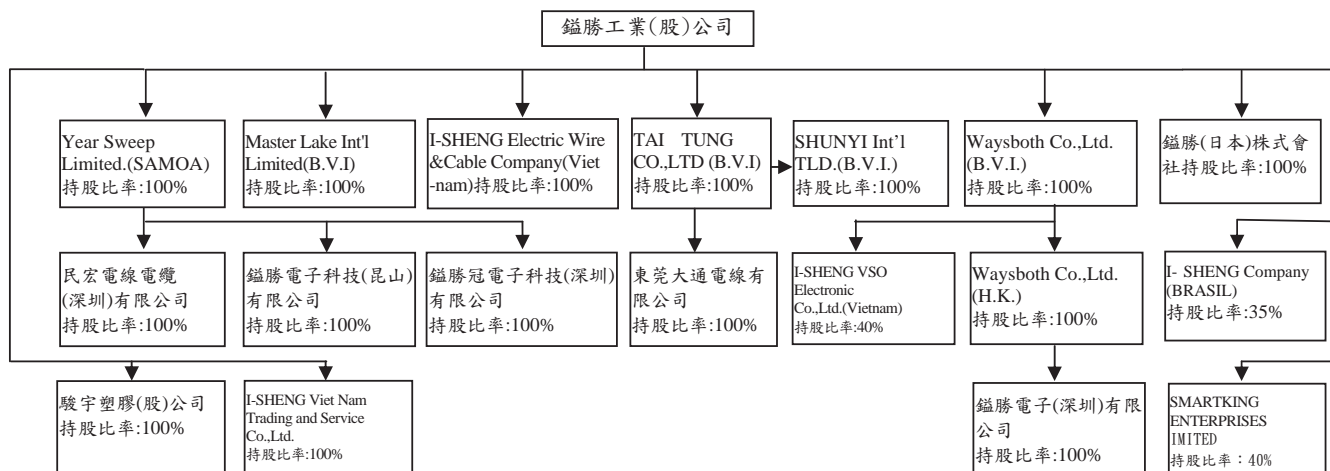 鎰勝工業(股)公司
Year Sweep
Limited.(SAMOA)
持股比率:100%
Master Lake Int'l
Limited(B.V.I)
持股比率:100%
I-SHENG Electric Wire
&Cable Company(Viet
-nam)持股比率:100%
TAI TUNG
CO.,LTD (B.V.I)
持股比率:100%
SHUNYI Int’l
TLD.(B.V.I.)
持股比率:100%
Waysboth Co.,Ltd.
(B.V.I.)
持股比率:100%
鎰勝(日本)株式會
社持股比率:100%
民宏電線電纜
(深圳)有限公司
持股比率:100%
鎰勝電子科技(昆山)
有限公司
持股比率:100%
鎰勝冠電子科技(深圳)
有限公司
持股比率:100%
東莞大通電線有
限公司
持股比率:100%
I-SHENG VSO
Electronic
Co.,Ltd.(Vietnam)
持股比率:40%
Waysboth Co.,Ltd.
(H.K.)
持股比率:100%
I- SHENG Company
(BRASIL)
持股比率:35%
駿宇塑膠(股)公司
持股比率:100%
I-SHENG Viet Nam
Trading and Service
Co.,Ltd.
持股比率:100%
鎰勝電子(深圳)有限
公司
持股比率:100%
SMARTKING
ENTERPRISES
IMITED
持股比率：40%